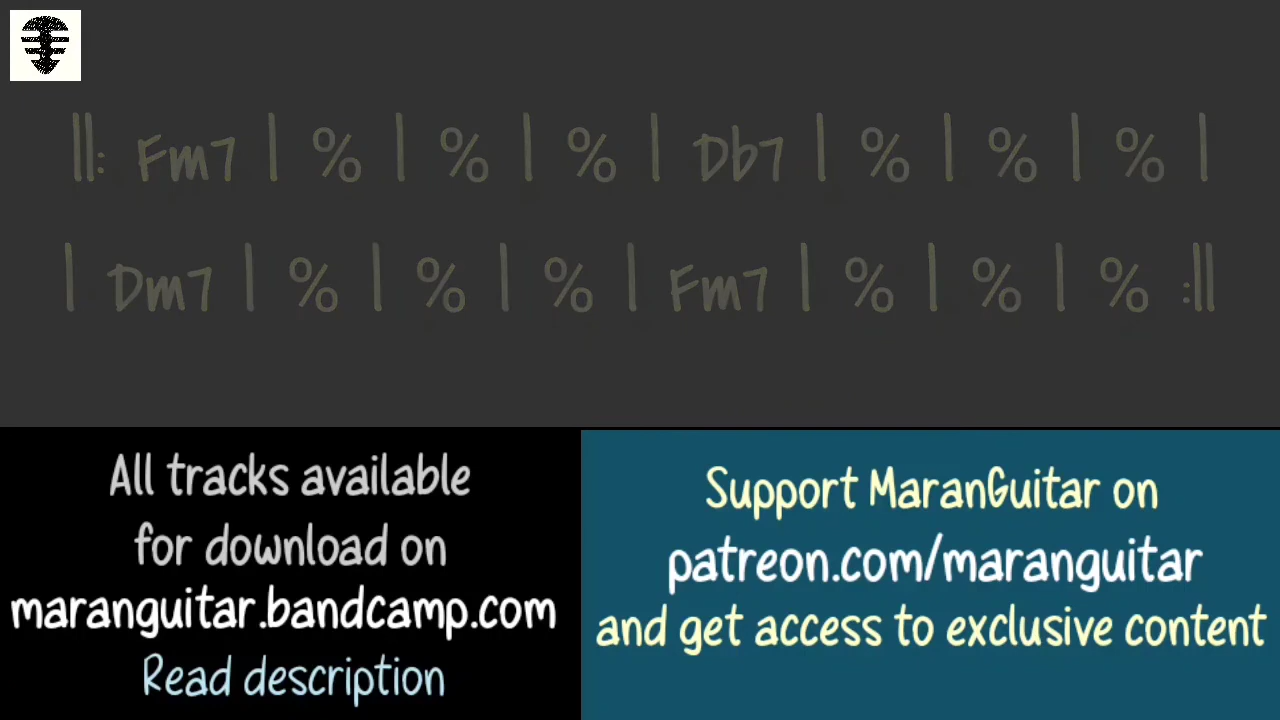 ||: Fm7 | % | % | % | Db7 | % | % | % |
| Dm7 | % | % | % | Fm7 | % | % | % :||
All tracks available
for download on
maranguitar.bandcamp.com
Read description
Support MaranGuitar on
patreon.com/maranguitar
and get access to exclusive content